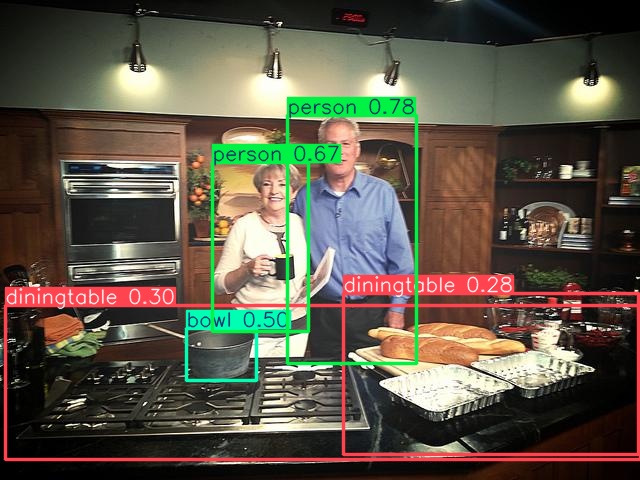 person 0.78
person 0.67
diningtable 0.28
diningtable 0.30
bowl 0.50